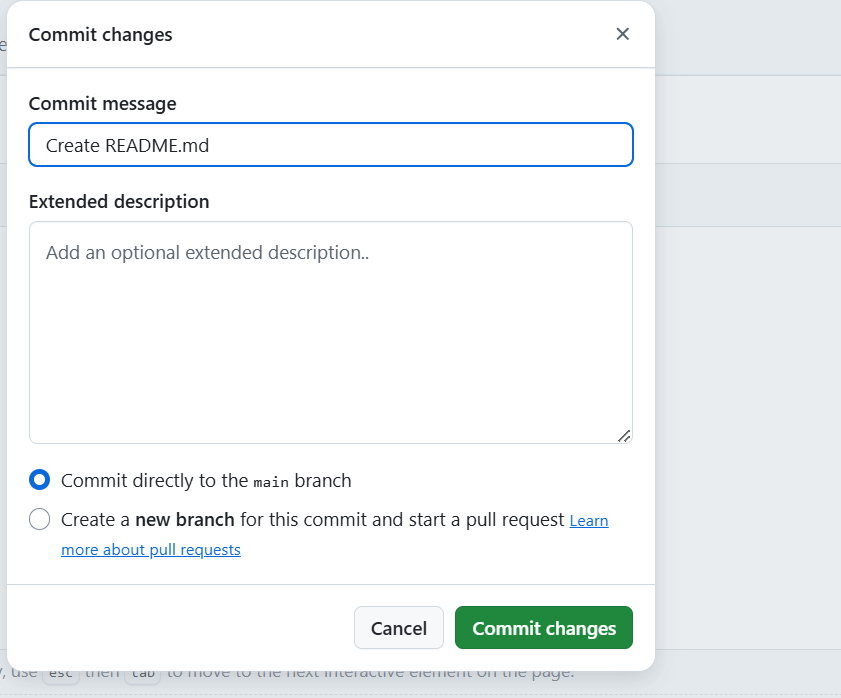 Commit changes
Commit message
Create README.md
Extended description
Add an optional extended description..
Commit directly to the main branch
Create a new branch for this commit and start a pull request Learn
more about pull requests
Cancel Commit changes
use esc then tab to move to the next interactive element on the page.